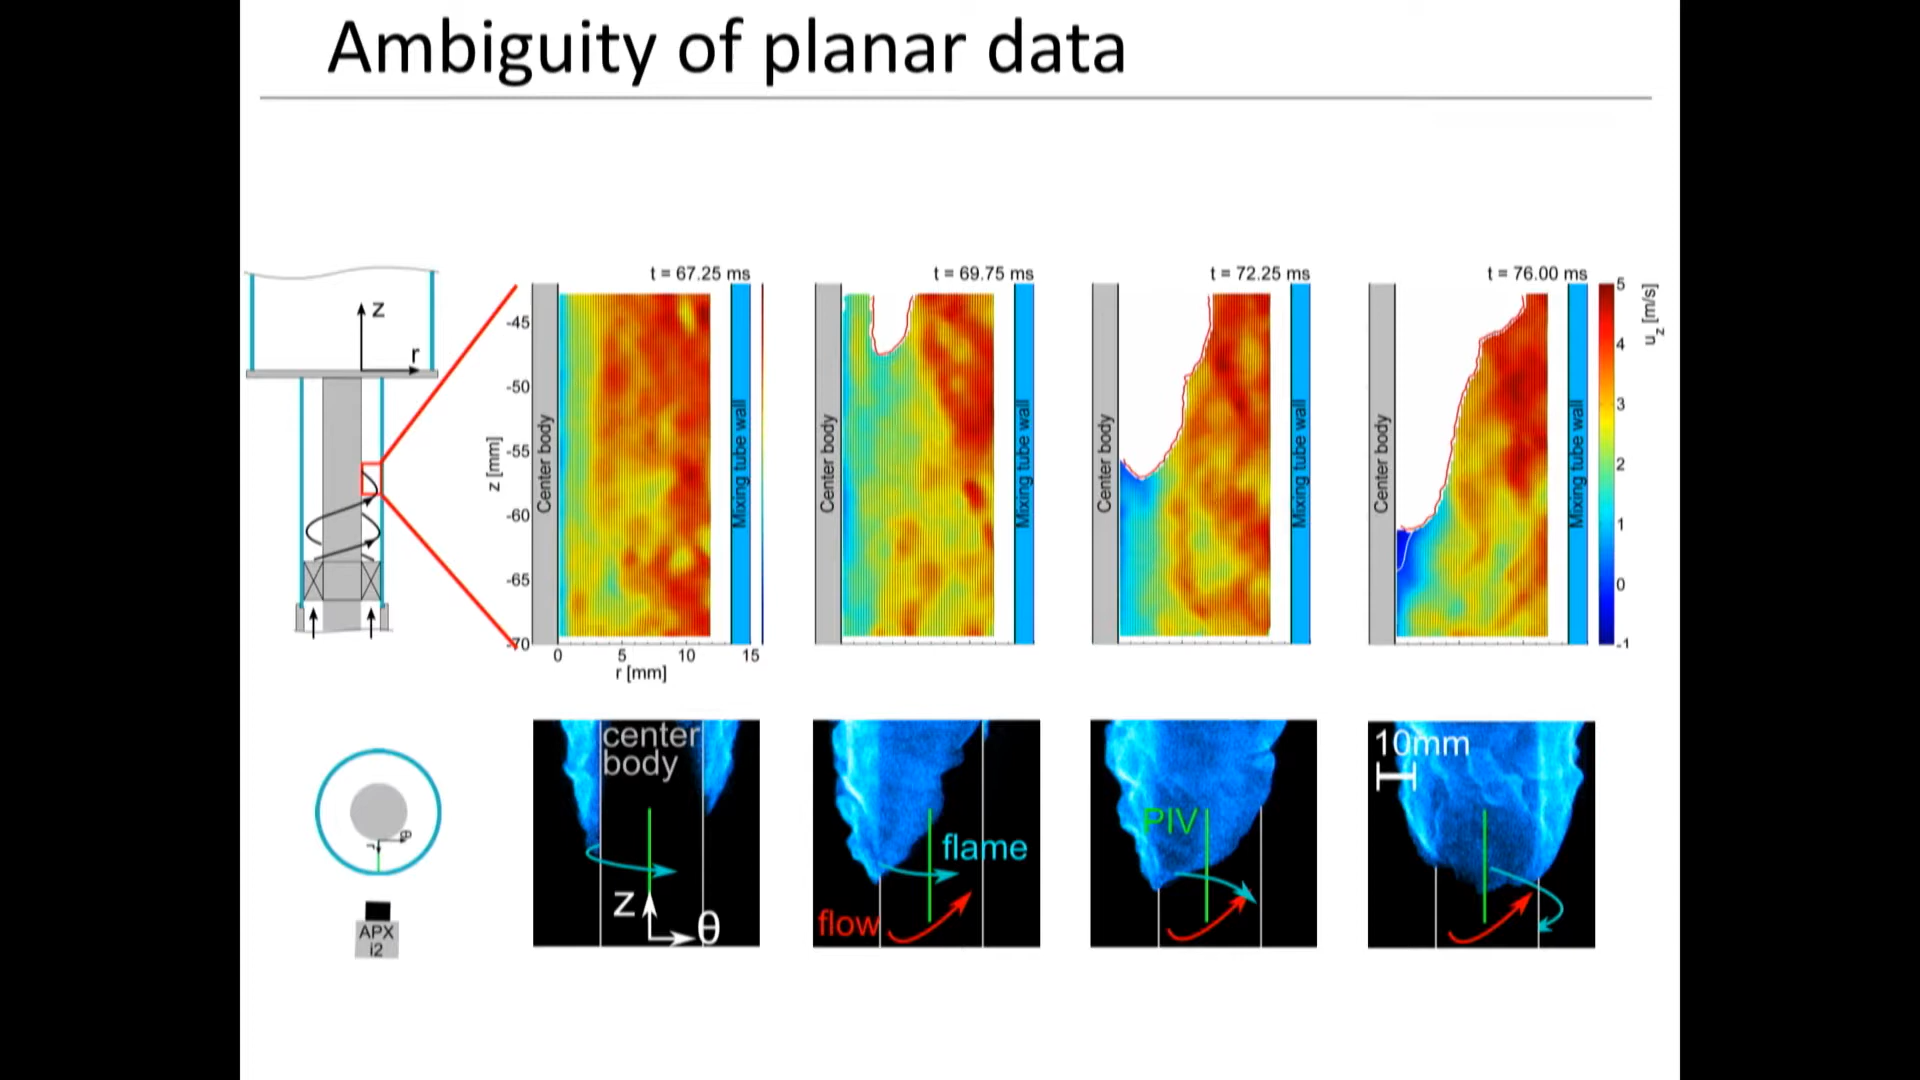 Ambiguity of planar data
z
r
t = 67.25 ms
t = 69.75 ms
t = 72.25 ms
t = 76.00 ms
z [mm]
-45
-50
-55
-60
-65
-70
Center body
Mixing tube wall
Center body
Mixing tube wall
Center body
Mixing tube wall
Center body
Mixing tube wall
5
4
3
2
1
0
-1
u_z [m/s]
0 5 10 15
r [mm]
center
body
z
θ
flame
flow
PIV
10mm
θ
r
APX
i2